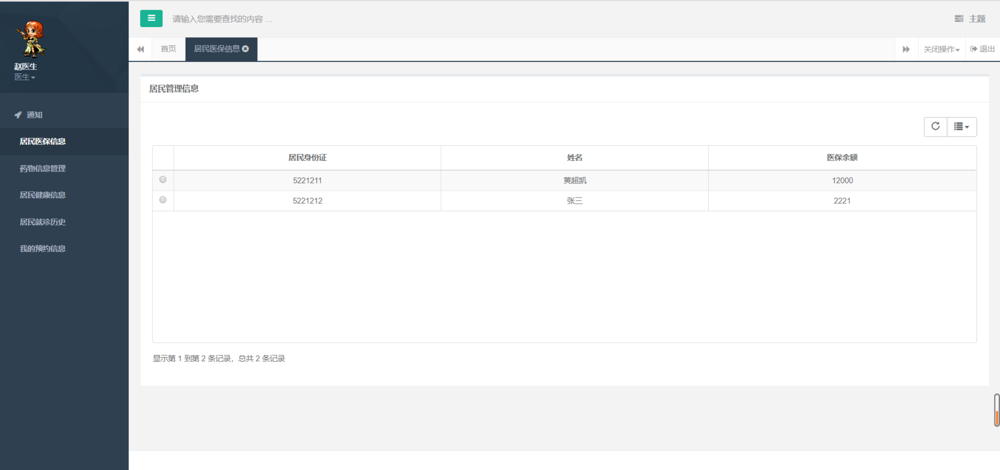 请输入您需要查找的内容 …
主题
首页
居民医保信息
关闭操作
退出
赵医生
医生
通知
居民医保信息
药物信息管理
居民健康信息
居民就诊历史
我的预约信息
居民管理信息
居民身份证 姓名 医保余额
5221211 黄超凯 12000
5221212 张三 2221
显示第 1 到第 2 条记录，总共 2 条记录